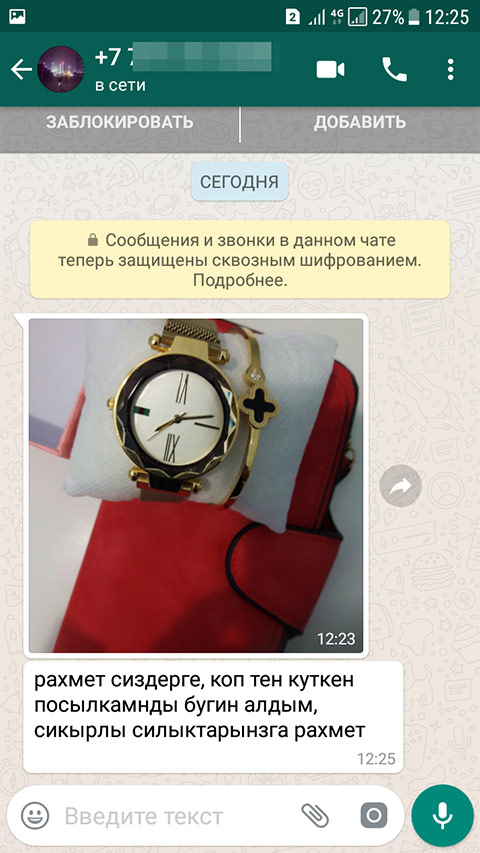 2 4G 27% 12:25
+7 7
в сети
ЗАБЛОКИРОВАТЬ ДОБАВИТЬ
СЕГОДНЯ
Сообщения и звонки в данном чате
теперь защищены сквозным шифрованием.
Подробнее.
12:23
рахмет сиздерге, коп тен куткен
посылкамнды бугин алдым,
сикырлы силыктарынзга рахмет
12:25
Введите текст